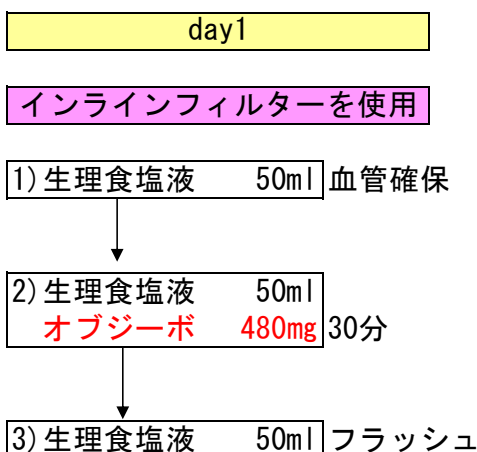 day1
インラインフィルターを使用
1)生理食塩液 50ml 血管確保
2)生理食塩液 50ml
オブジーボ 480mg 30分
3)生理食塩液 50ml フラッシュ